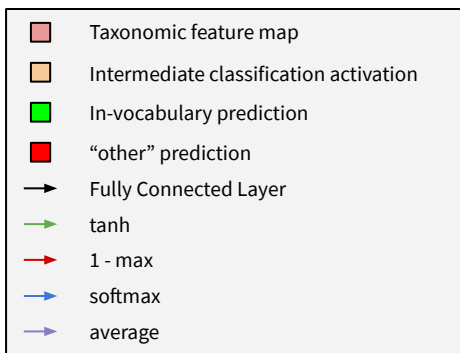 Taxonomic feature map
Intermediate classification activation
In-vocabulary prediction
“other” prediction
Fully Connected Layer
tanh
1 - max
softmax
average